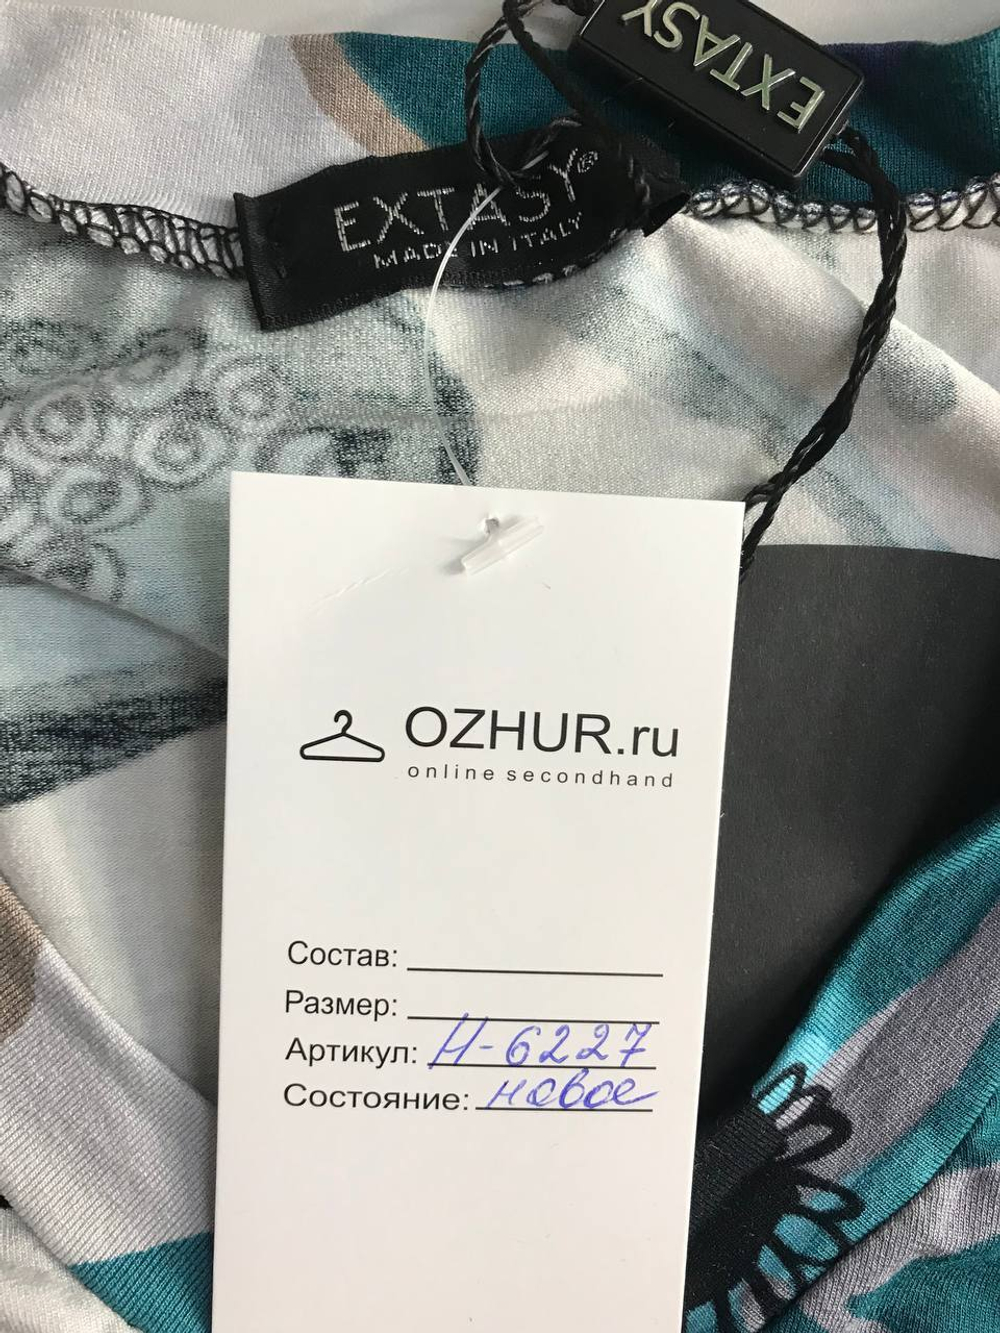 EXTASY
EXTASY®
MADE IN ITALY
OZHUR.ru
online secondhand
Состав:
Размер:
Артикул: Н-6227
Состояние: новое